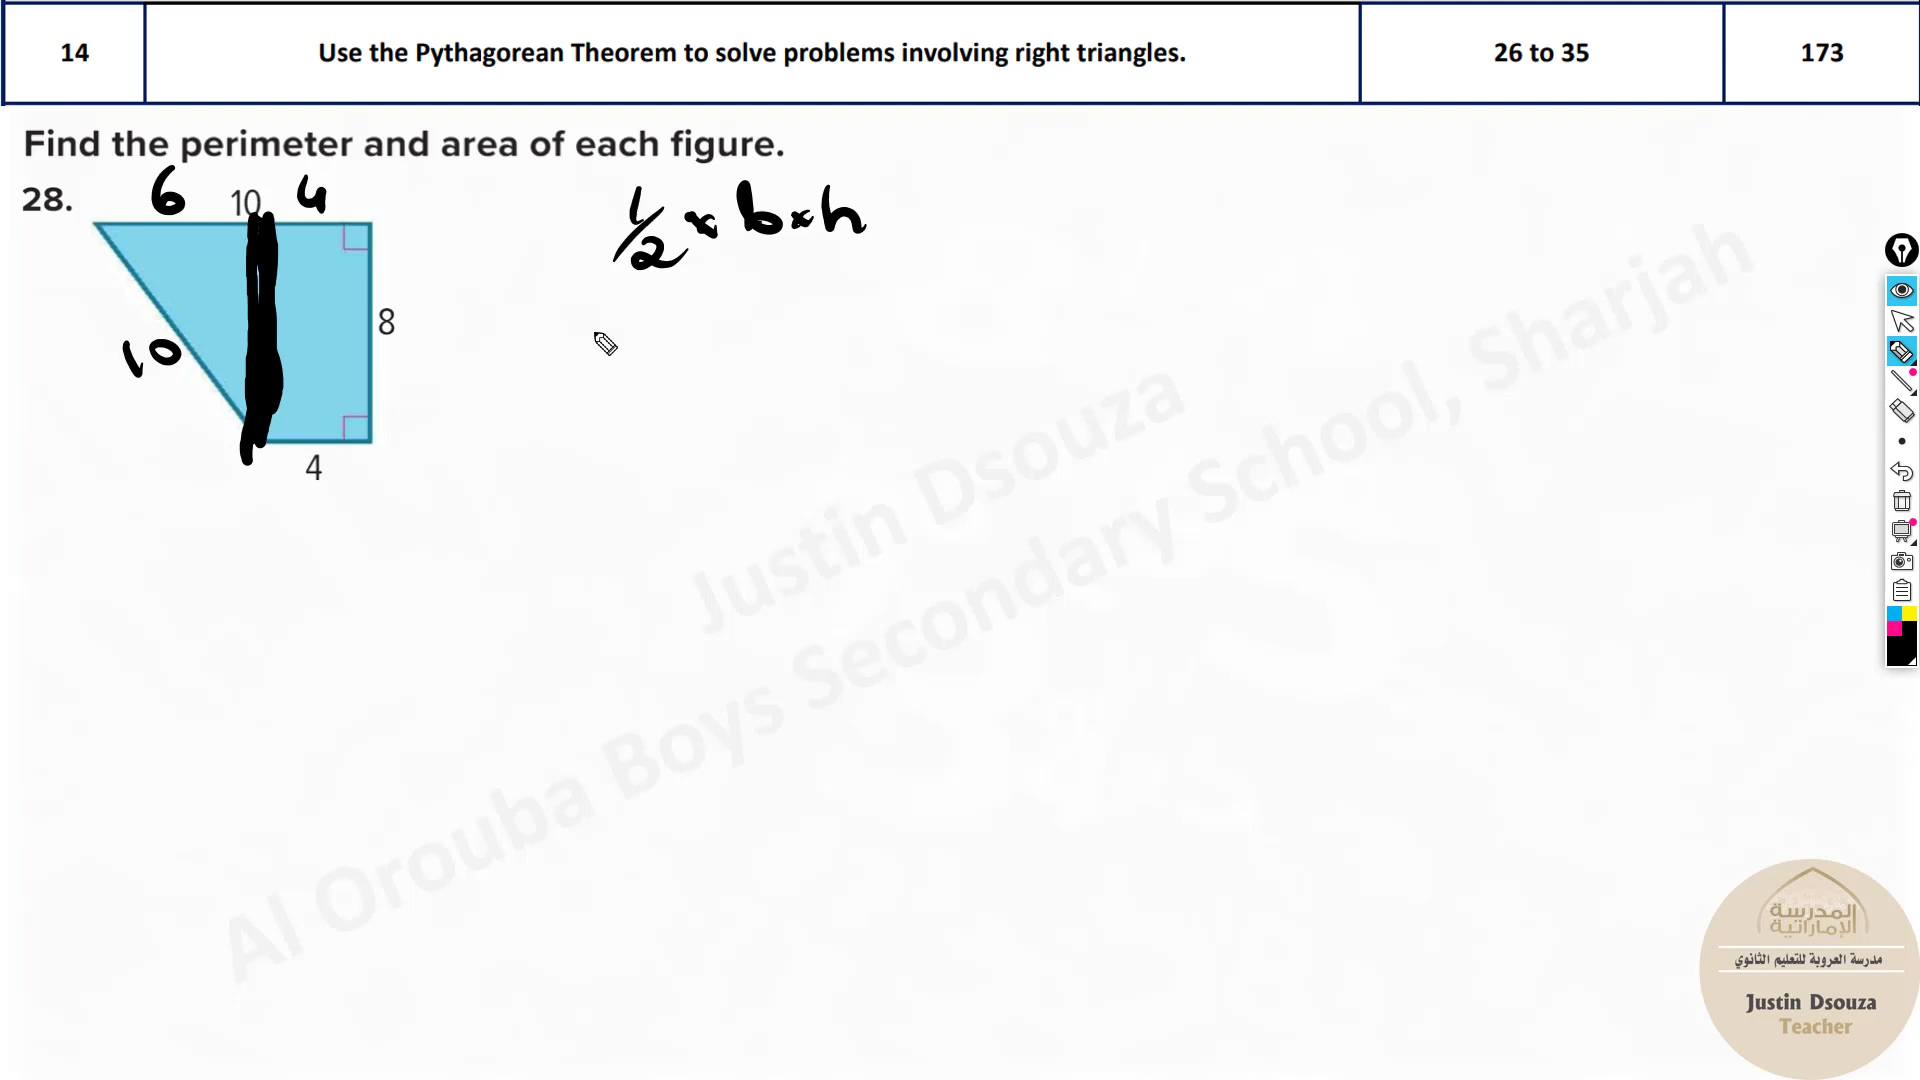 14 Use the Pythagorean Theorem to solve problems involving right triangles. 26 to 35 173
Find the perimeter and area of each figure.
28.
6 10 4
1/2 × b × h
8
10
4
Justin Dsouza
Al Orouba Boys Secondary School, Sharjah
المدرسة
الإماراتية
مدرسة العروبة للتعليم الثانوي
Justin Dsouza
Teacher